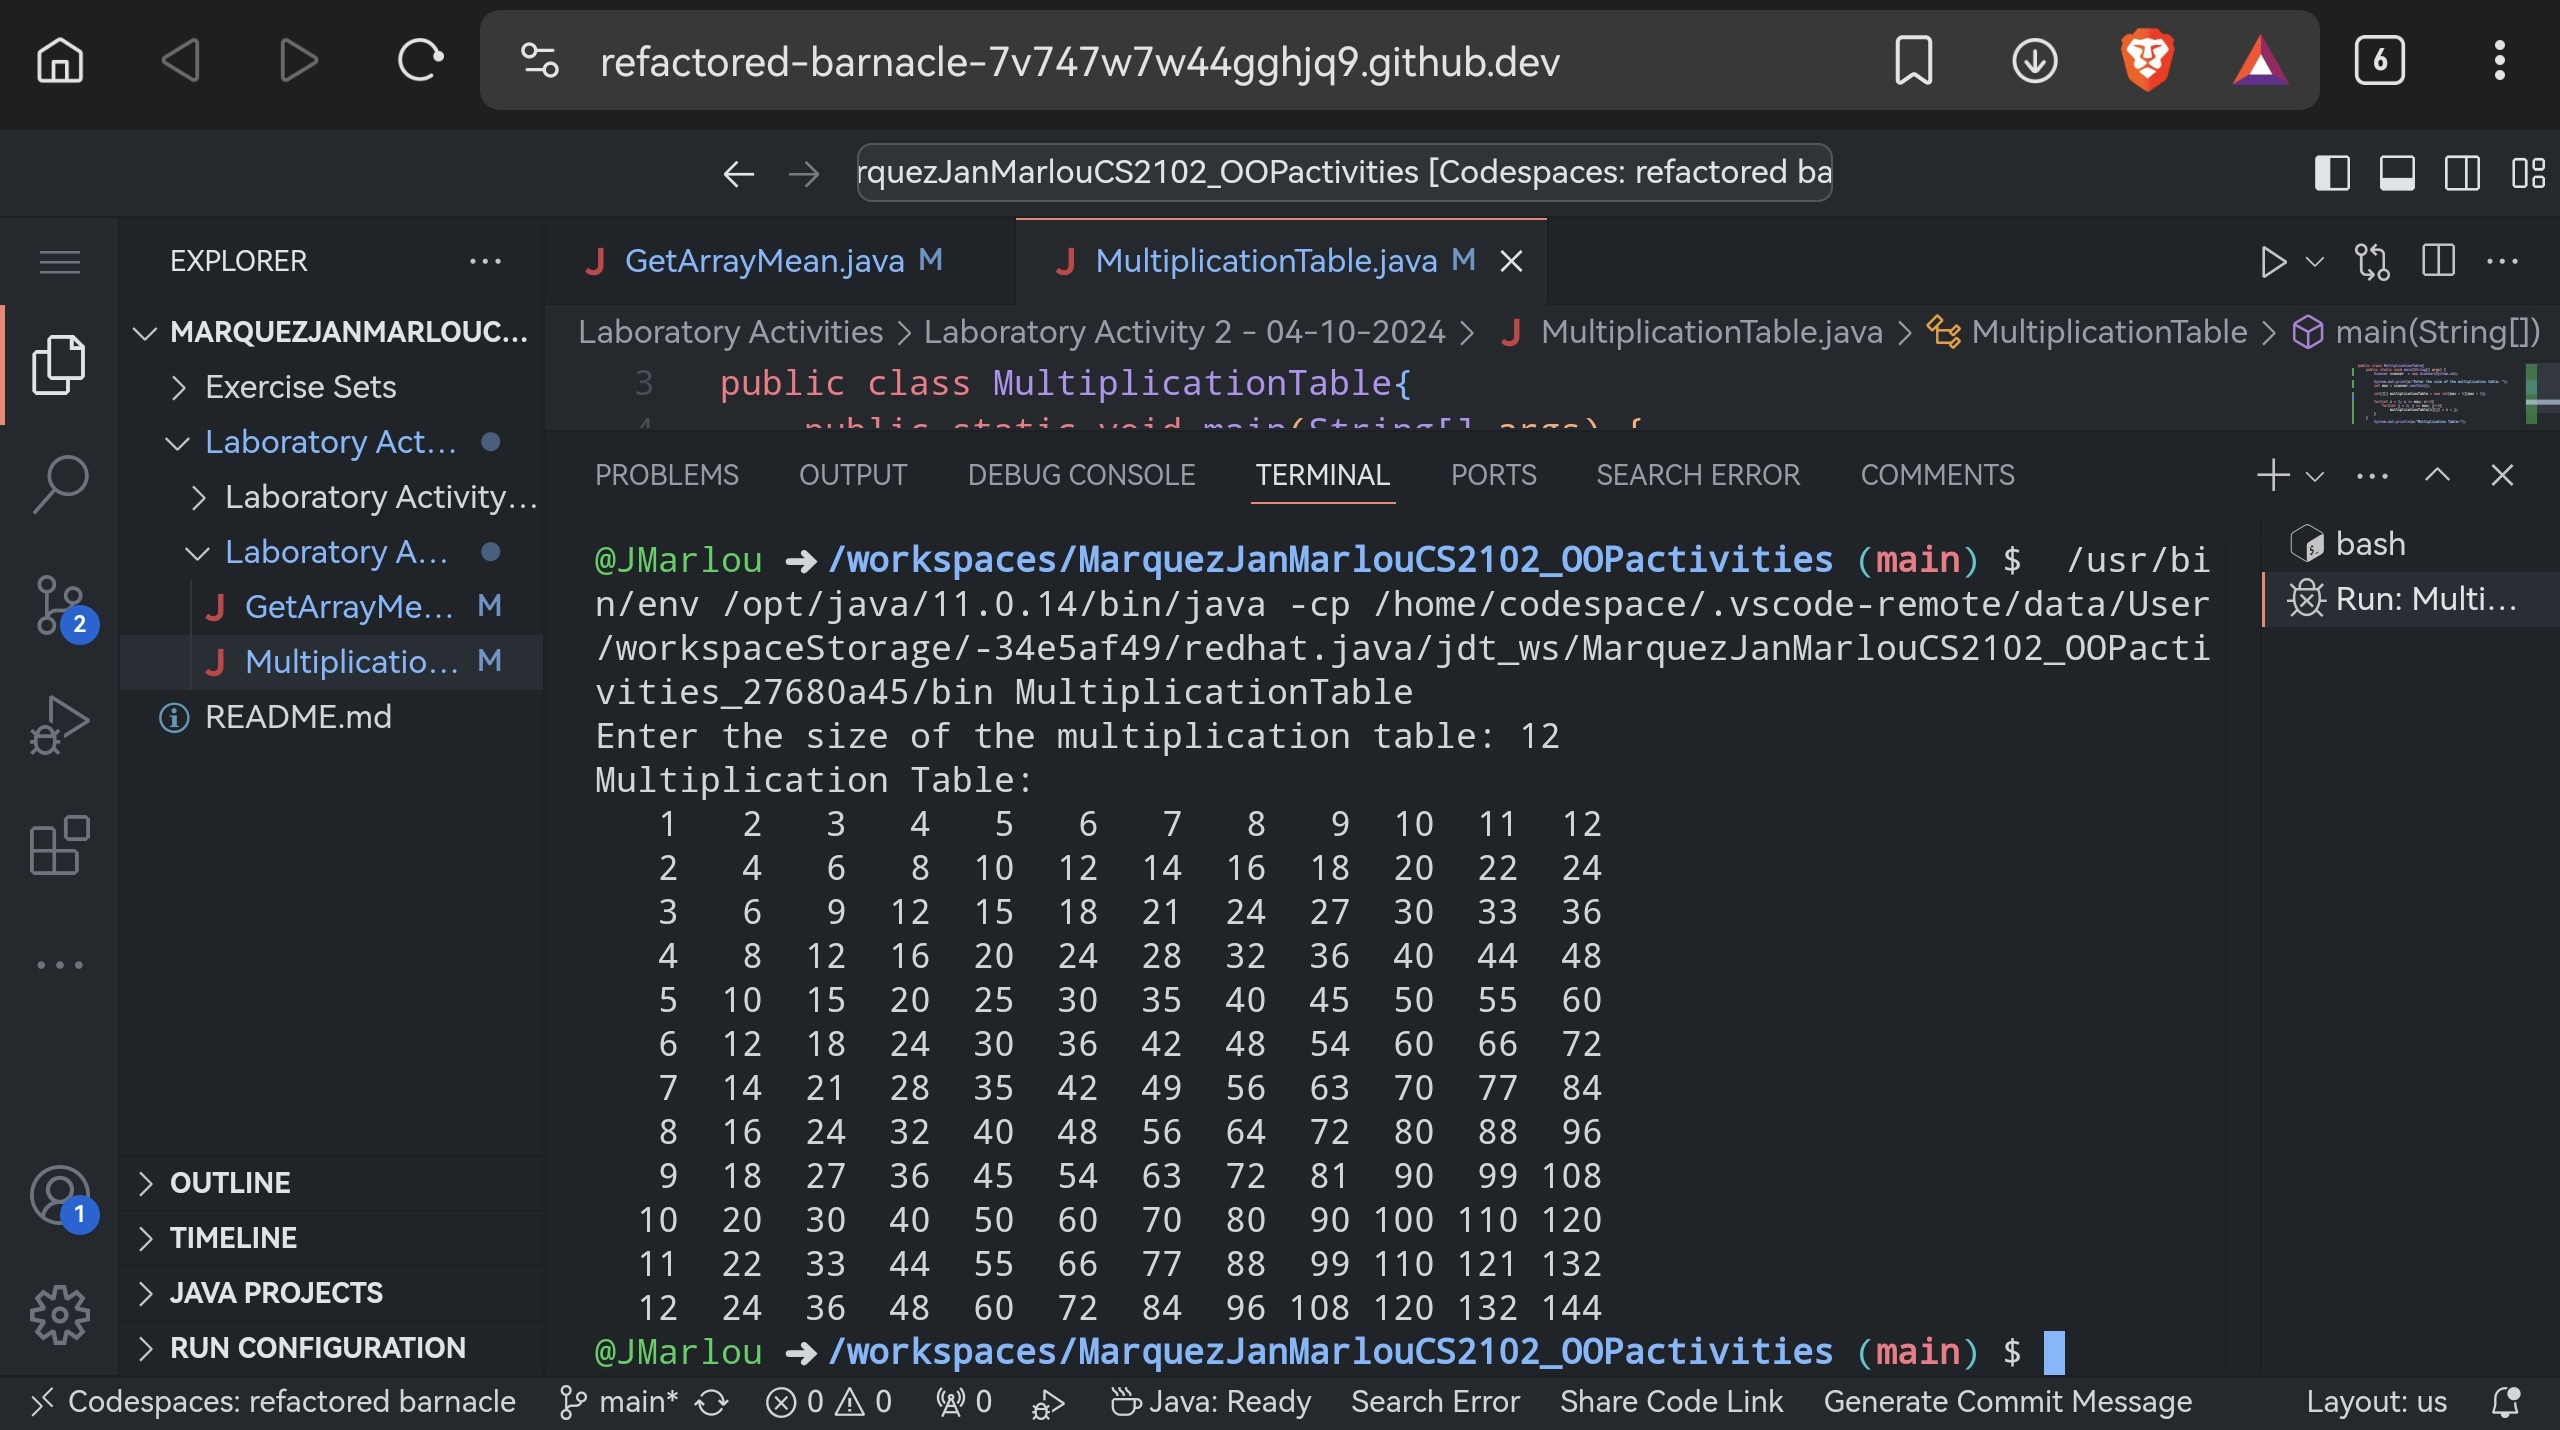 refactored-barnacle-7v747w7w44gghjq9.github.dev
6
rquezJanMarlouCS2102_OOPactivities [Codespaces: refactored ba
EXPLORER
MARQUEZJANMARLOUC...
Exercise Sets
Laboratory Act...
Laboratory Activity...
Laboratory A...
GetArrayMe... M
Multiplicatio... M
README.md
2
1
OUTLINE
TIMELINE
JAVA PROJECTS
RUN CONFIGURATION
GetArrayMean.java M
MultiplicationTable.java M
Laboratory Activities > Laboratory Activity 2 - 04-10-2024 > MultiplicationTable.java > MultiplicationTable > main(String[])
3 public class MultiplicationTable{
4 public static void main(String[] args) {
PROBLEMS OUTPUT DEBUG CONSOLE TERMINAL PORTS SEARCH ERROR COMMENTS
bash
Run: Multi...
@JMarlou ➜ /workspaces/MarquezJanMarlouCS2102_OOPactivities (main) $  /usr/bi
n/env /opt/java/11.0.14/bin/java -cp /home/codespace/.vscode-remote/data/User
/workspaceStorage/-34e5af49/redhat.java/jdt_ws/MarquezJanMarlouCS2102_OOPacti
vities_27680a45/bin MultiplicationTable
Enter the size of the multiplication table: 12
Multiplication Table:
1 2 3 4 5 6 7 8 9 10 11 12
2 4 6 8 10 12 14 16 18 20 22 24
3 6 9 12 15 18 21 24 27 30 33 36
4 8 12 16 20 24 28 32 36 40 44 48
5 10 15 20 25 30 35 40 45 50 55 60
6 12 18 24 30 36 42 48 54 60 66 72
7 14 21 28 35 42 49 56 63 70 77 84
8 16 24 32 40 48 56 64 72 80 88 96
9 18 27 36 45 54 63 72 81 90 99 108
10 20 30 40 50 60 70 80 90 100 110 120
11 22 33 44 55 66 77 88 99 110 121 132
12 24 36 48 60 72 84 96 108 120 132 144
@JMarlou ➜ /workspaces/MarquezJanMarlouCS2102_OOPactivities (main) $
Codespaces: refactored barnacle main* 0 0 0 Java: Ready Search Error Share Code Link Generate Commit Message Layout: us